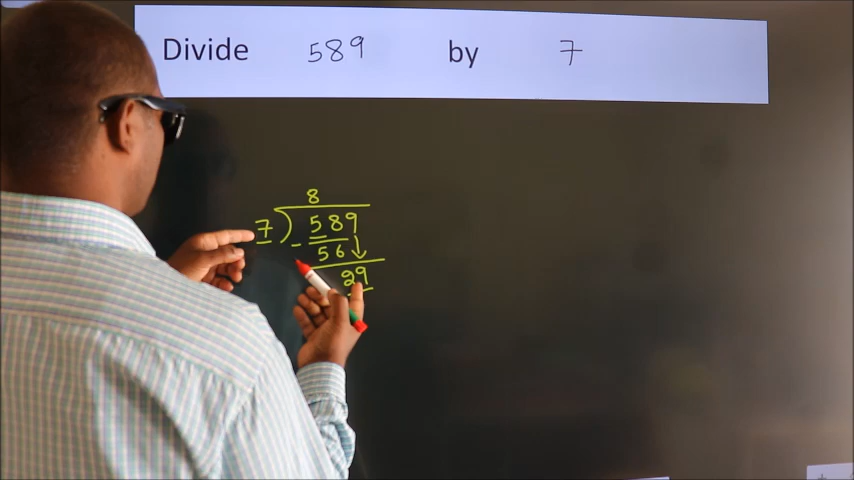 Divide 589 by 7
8
7 ) 589
- 56 ↓
29